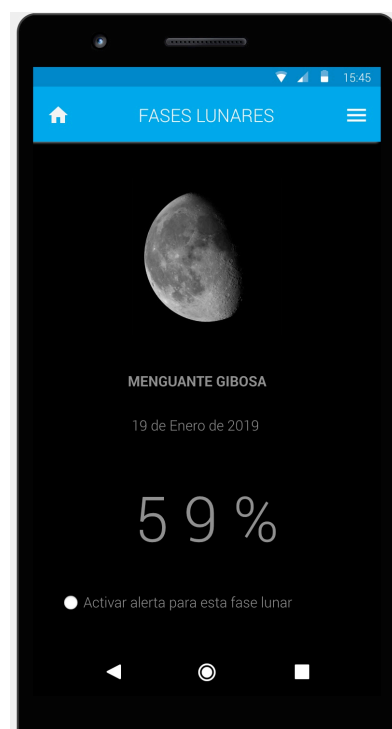 15:45
FASES LUNARES
MENGUANTE GIBOSA
19 de Enero de 2019
59%
Activar alerta para esta fase lunar